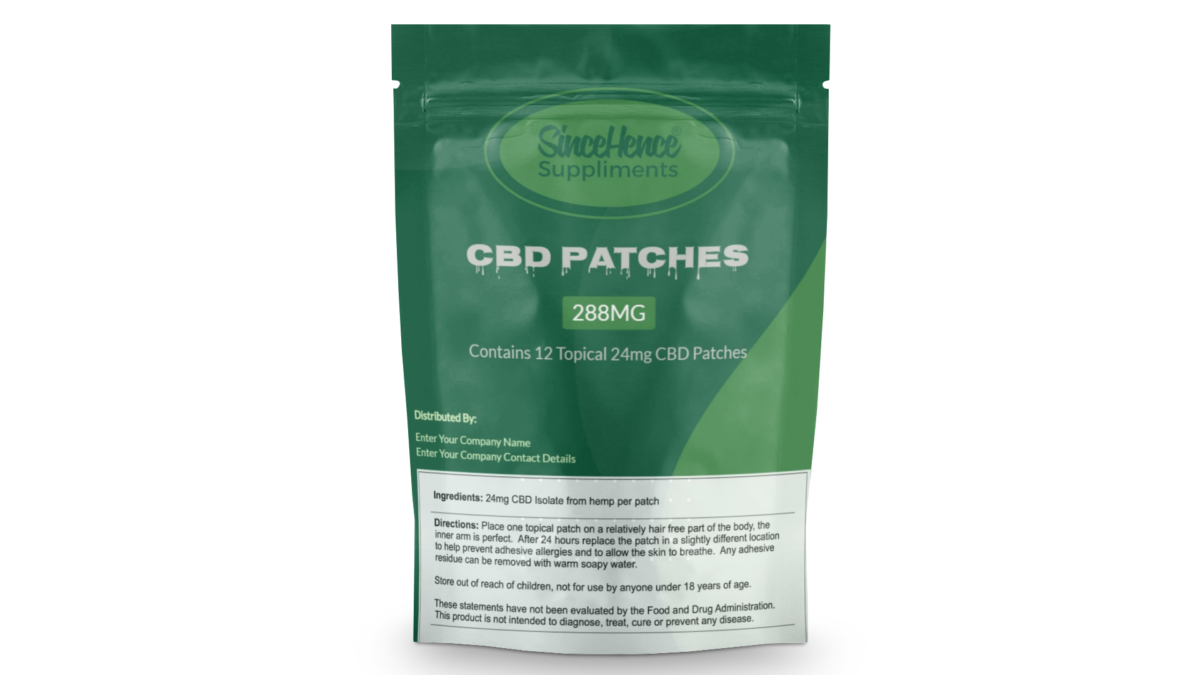 SinceHence®
Suppliments
CBD PATCHES
288MG
Contains 12 Topical 24mg CBD Patches
Distributed By:
Enter Your Company Name
Enter Your Company Contact Details
Ingredients: 24mg CBD Isolate from hemp per patch
Directions: Place one topical patch on a relatively hair free part of the body, the
inner arm is perfect. After 24 hours replace the patch in a slightly different location
to help prevent adhesive allergies and to allow the skin to breathe. Any adhesive
residue can be removed with warm soapy water.
Store out of reach of children, not for use by anyone under 18 years of age.
These statements have not been evaluated by the Food and Drug Administration.
This product is not intended to diagnose, treat, cure or prevent any disease.